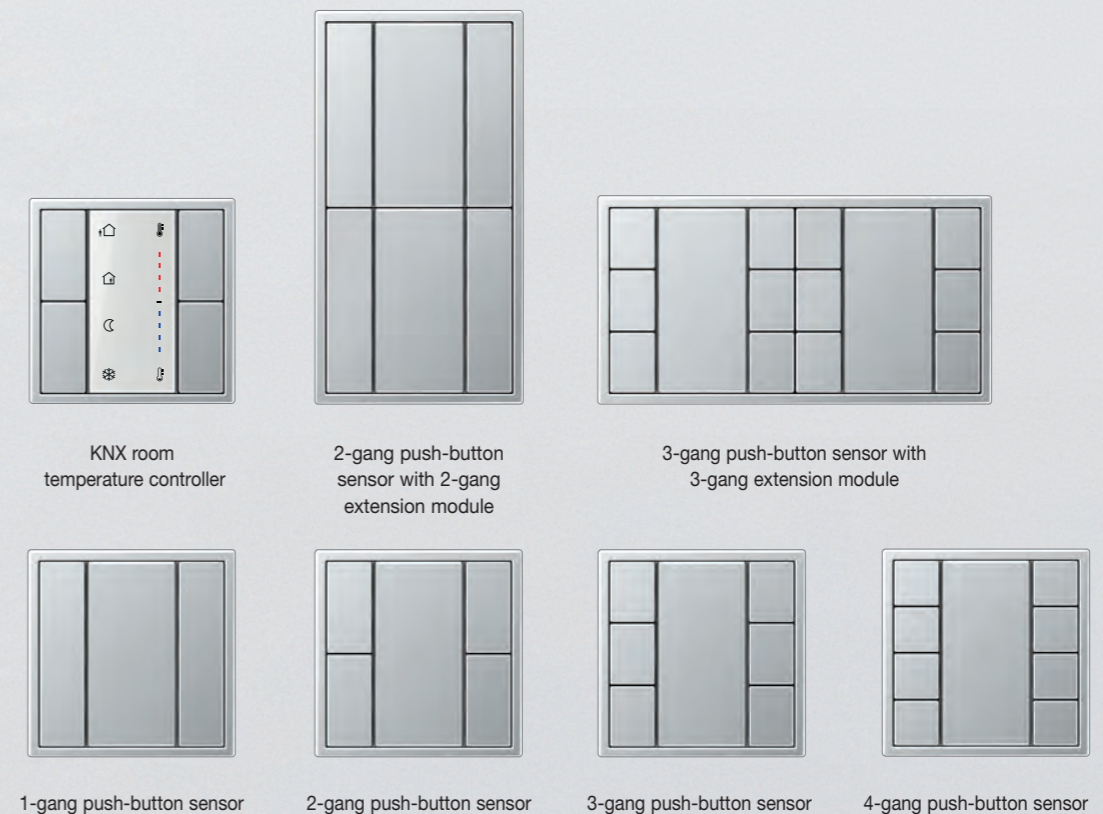 KNX room
temperature controller
2-gang push-button
sensor with 2-gang
extension module
3-gang push-button sensor with
3-gang extension module
1-gang push-button sensor
2-gang push-button sensor
3-gang push-button sensor
4-gang push-button sensor